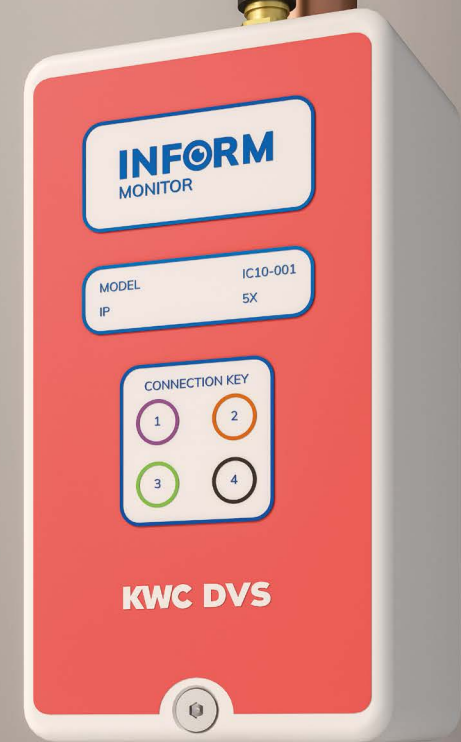 INFORM
MONITOR
MODEL IC10-001
IP 5X
CONNECTION KEY
1 2
3 4
KWC DVS